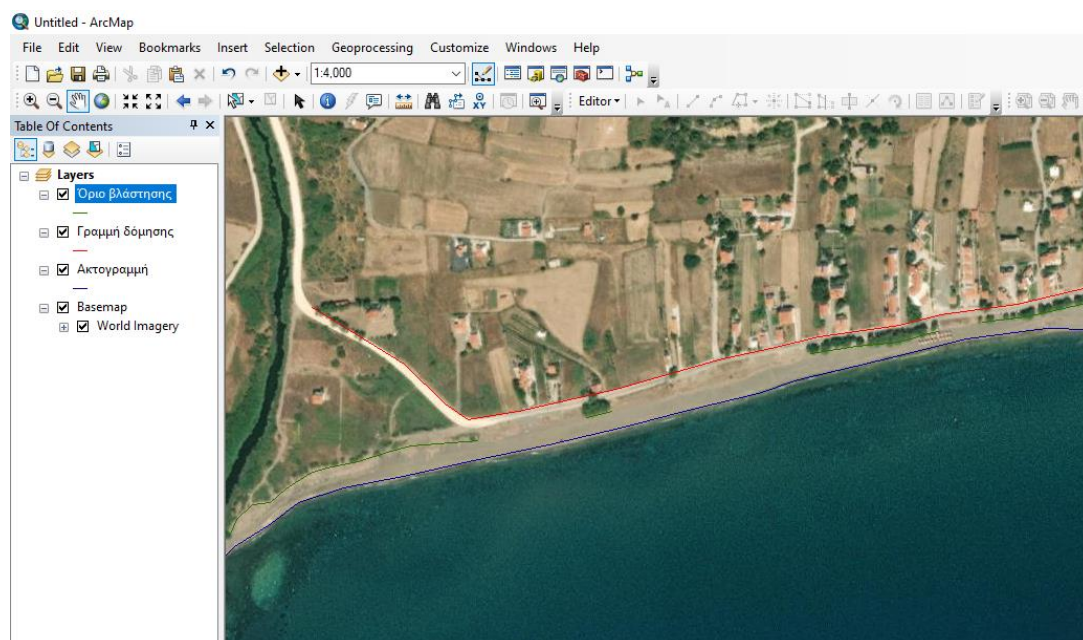 Untitled - ArcMap
File Edit View Bookmarks Insert Selection Geoprocessing Customize Windows Help
1:4,000
Editor
Table Of Contents
Layers
Όριο βλάστησης
Γραμμή δόμησης
Ακτογραμμή
Basemap
World Imagery